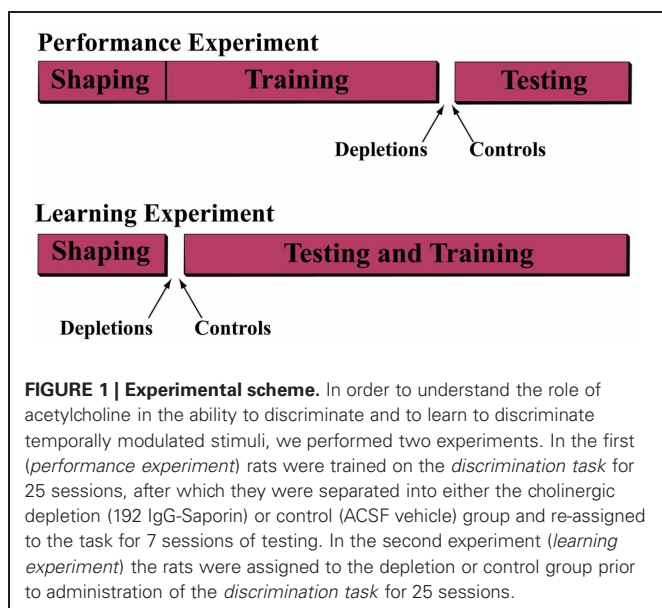 Performance Experiment
Shaping Training Testing
Depletions Controls
Learning Experiment
Shaping Testing and Training
Depletions Controls
FIGURE 1 | Experimental scheme. In order to understand the role of
acetylcholine in the ability to discriminate and to learn to discriminate
temporally modulated stimuli, we performed two experiments. In the first
(performance experiment) rats were trained on the discrimination task for
25 sessions, after which they were separated into either the cholinergic
depletion (192 IgG-Saporin) or control (ACSF vehicle) group and re-assigned
to the task for 7 sessions of testing. In the second experiment (learning
experiment) the rats were assigned to the depletion or control group prior
to administration of the discrimination task for 25 sessions.